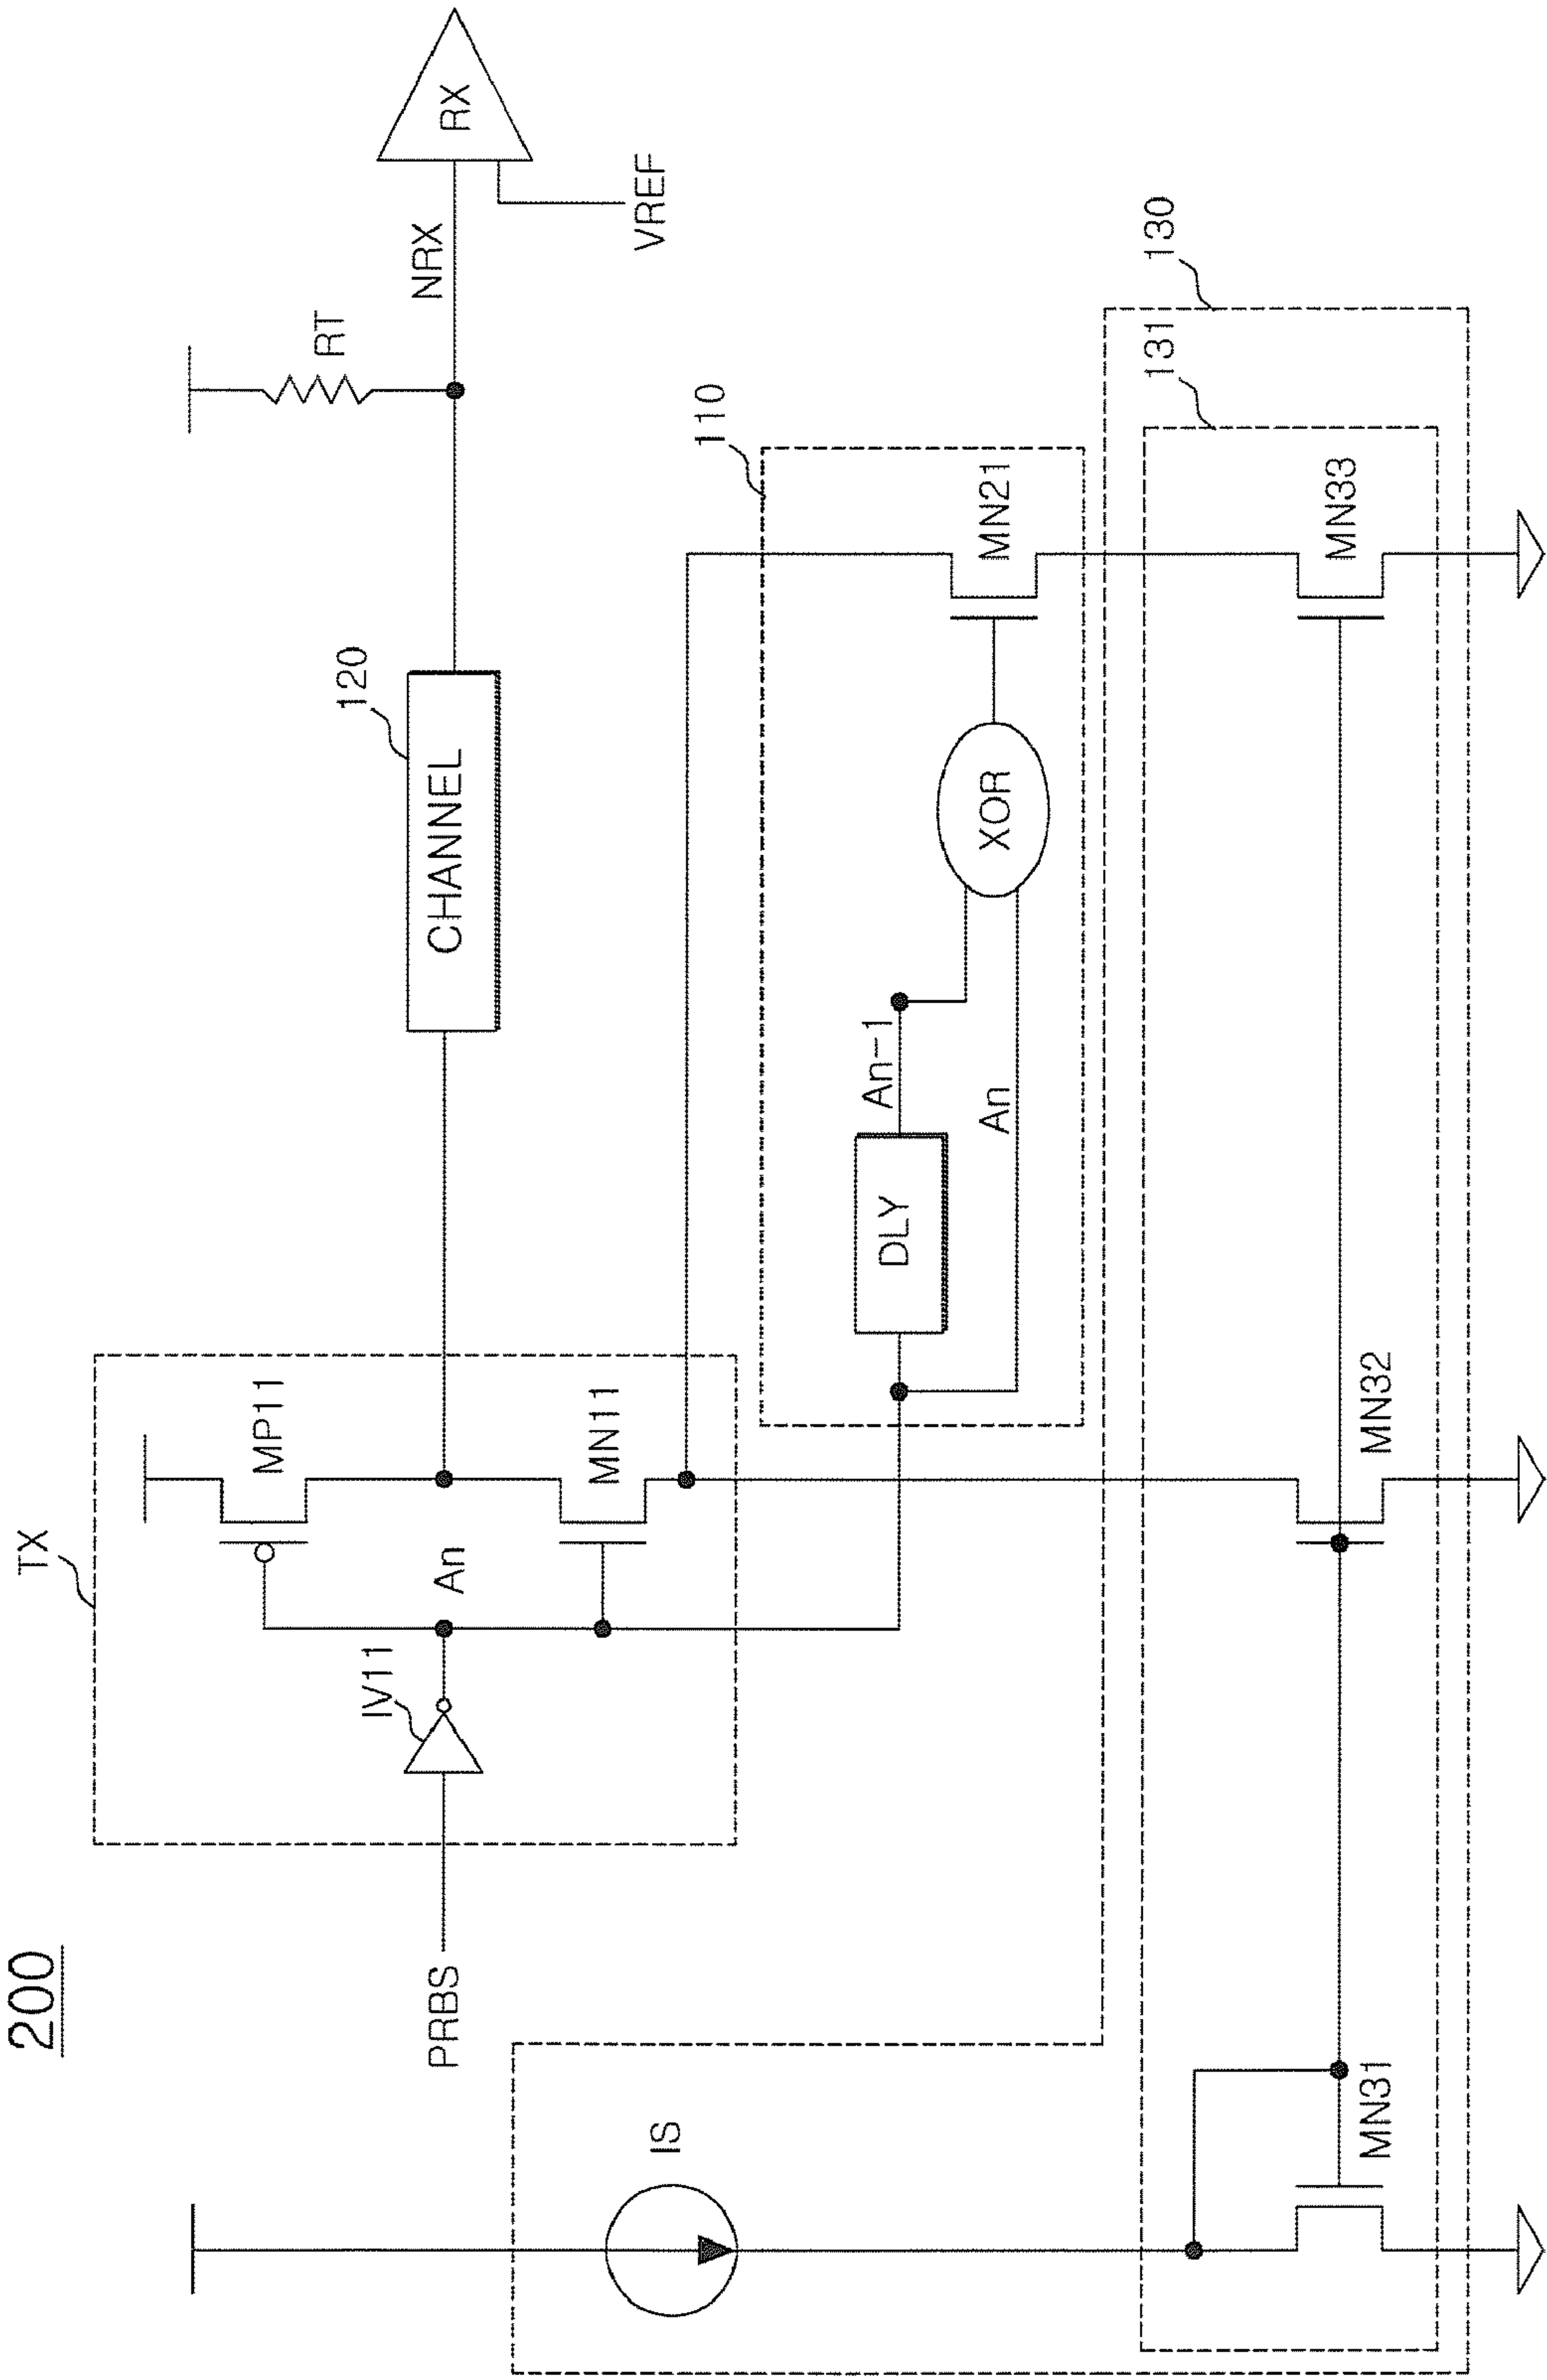 200
TX
MP11
An
IV11
MN11
PRBS
120
CHANNEL
RT
NRX
RX
VREF
110
DLY
An-1
An
XOR
MN21
130
131
IS
MN31
MN32
MN33